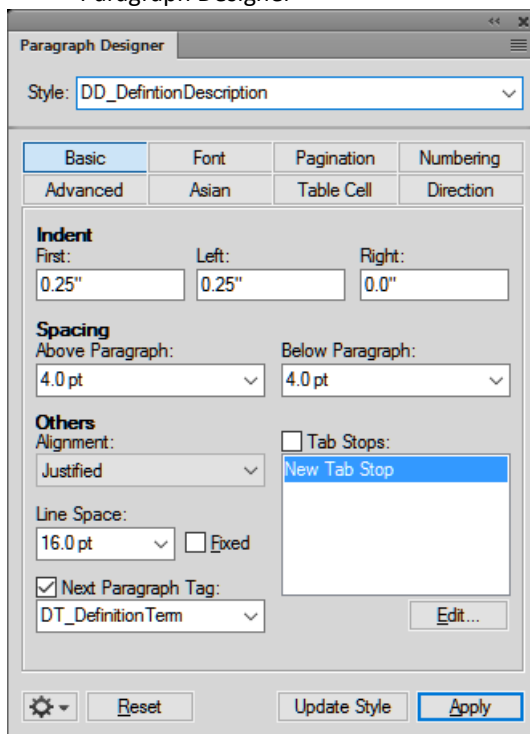 Paragraph Designer
Paragraph Designer
Style: DD_DefintionDescription
Basic Font Pagination Numbering
Advanced Asian Table Cell Direction
Indent
First: Left: Right:
0.25" 0.25" 0.0"
Spacing
Above Paragraph: Below Paragraph:
4.0 pt 4.0 pt
Others
Alignment: Tab Stops:
Justified New Tab Stop
Line Space:
16.0 pt Fixed
Next Paragraph Tag:
DT_DefinitionTerm Edit...
Reset Update Style Apply